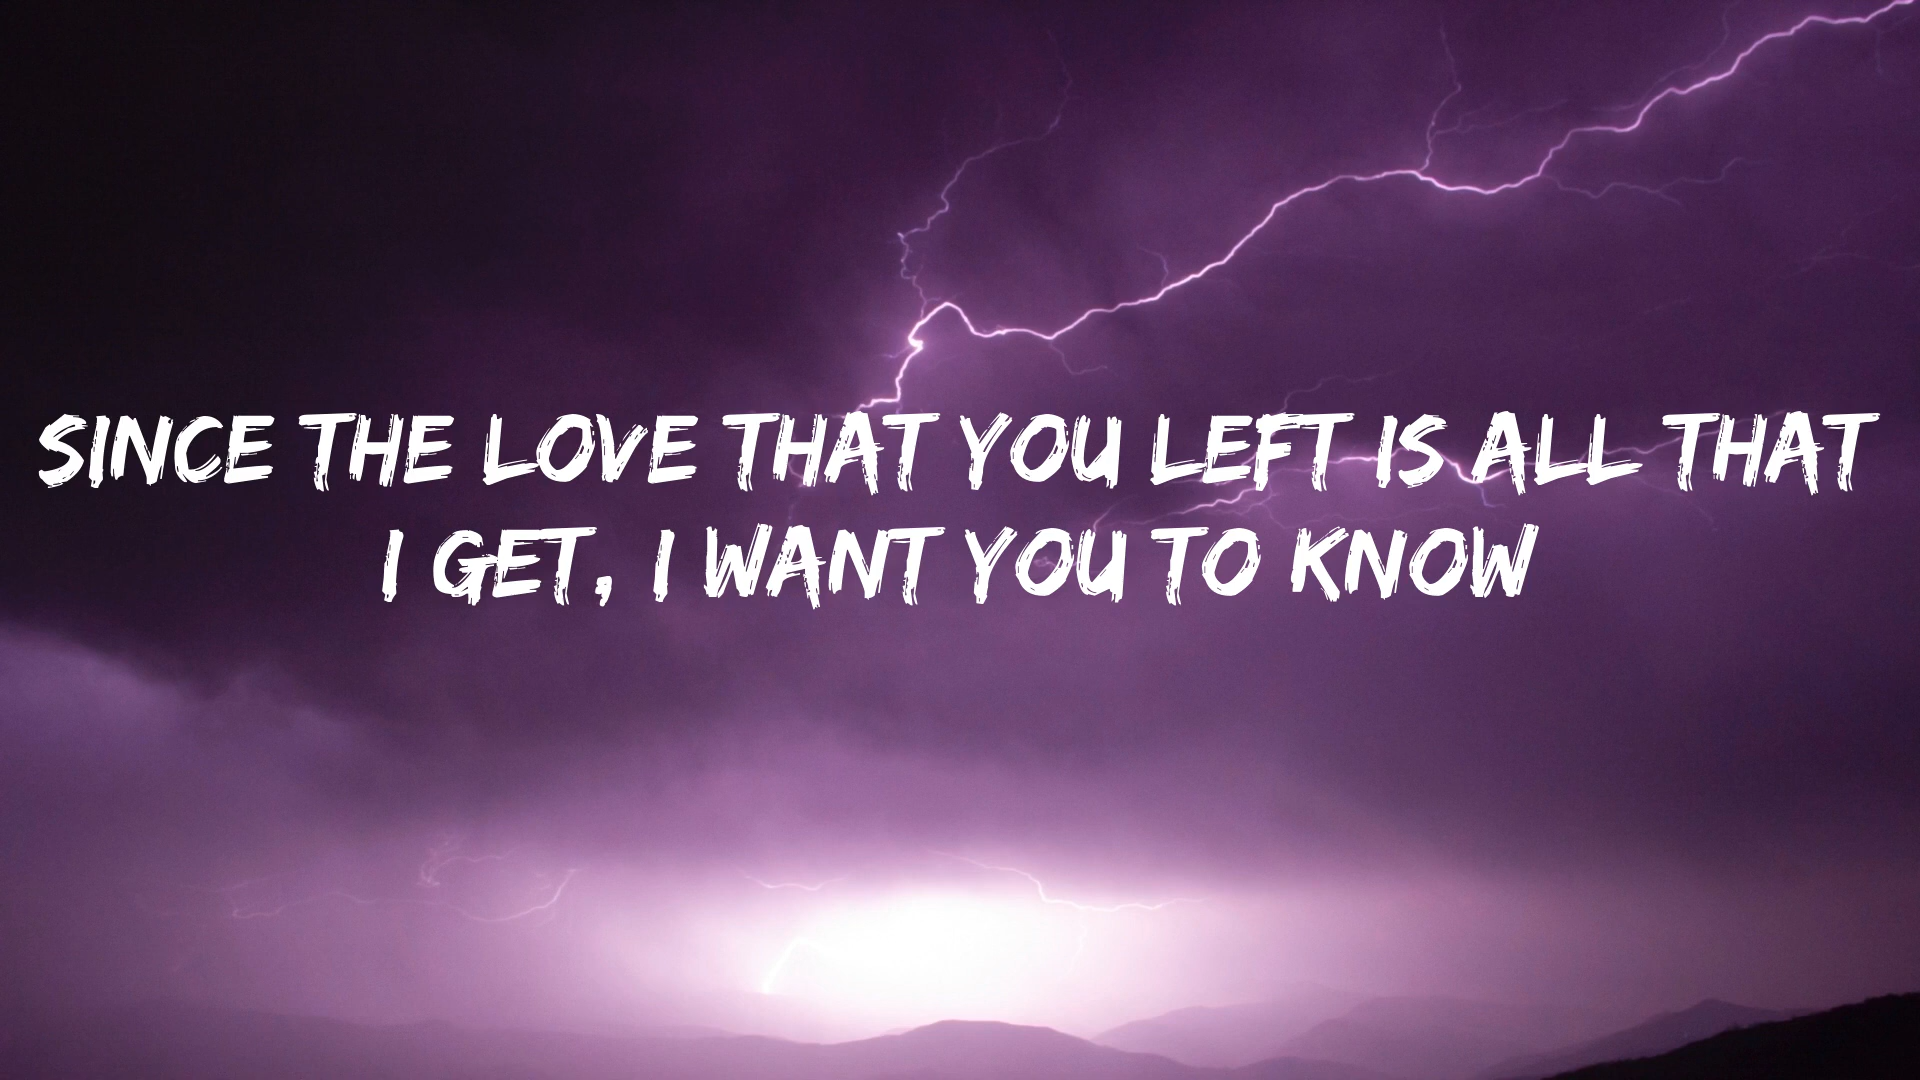 SINCE THE LOVE THAT YOU LEFT IS ALL THAT
I GET, I WANT YOU TO KNOW